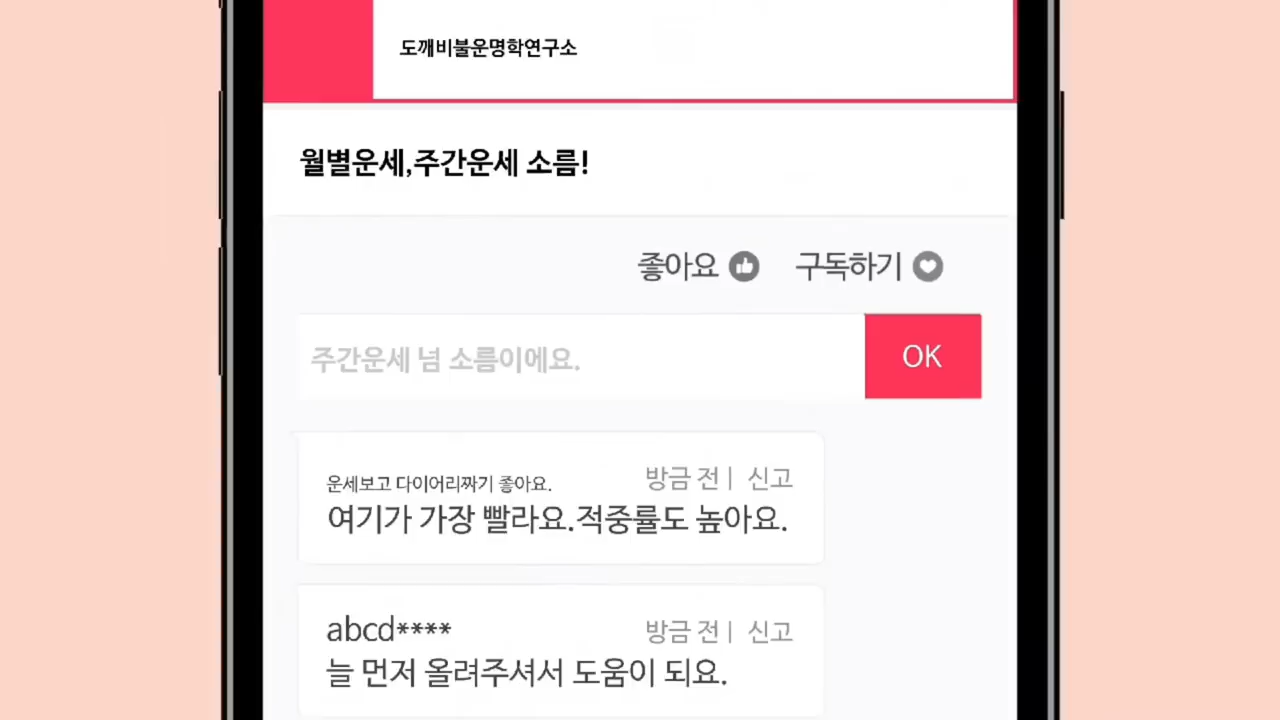 도깨비불운명학연구소
월별운세,주간운세 소름!
좋아요 구독하기
주간운세 넘 소름이에요. OK
운세보고 다이어리짜기 좋아요. 방금 전 | 신고
여기가 가장 빨라요.적중률도 높아요.
abcd**** 방금 전 | 신고
늘 먼저 올려주셔서 도움이 되요.